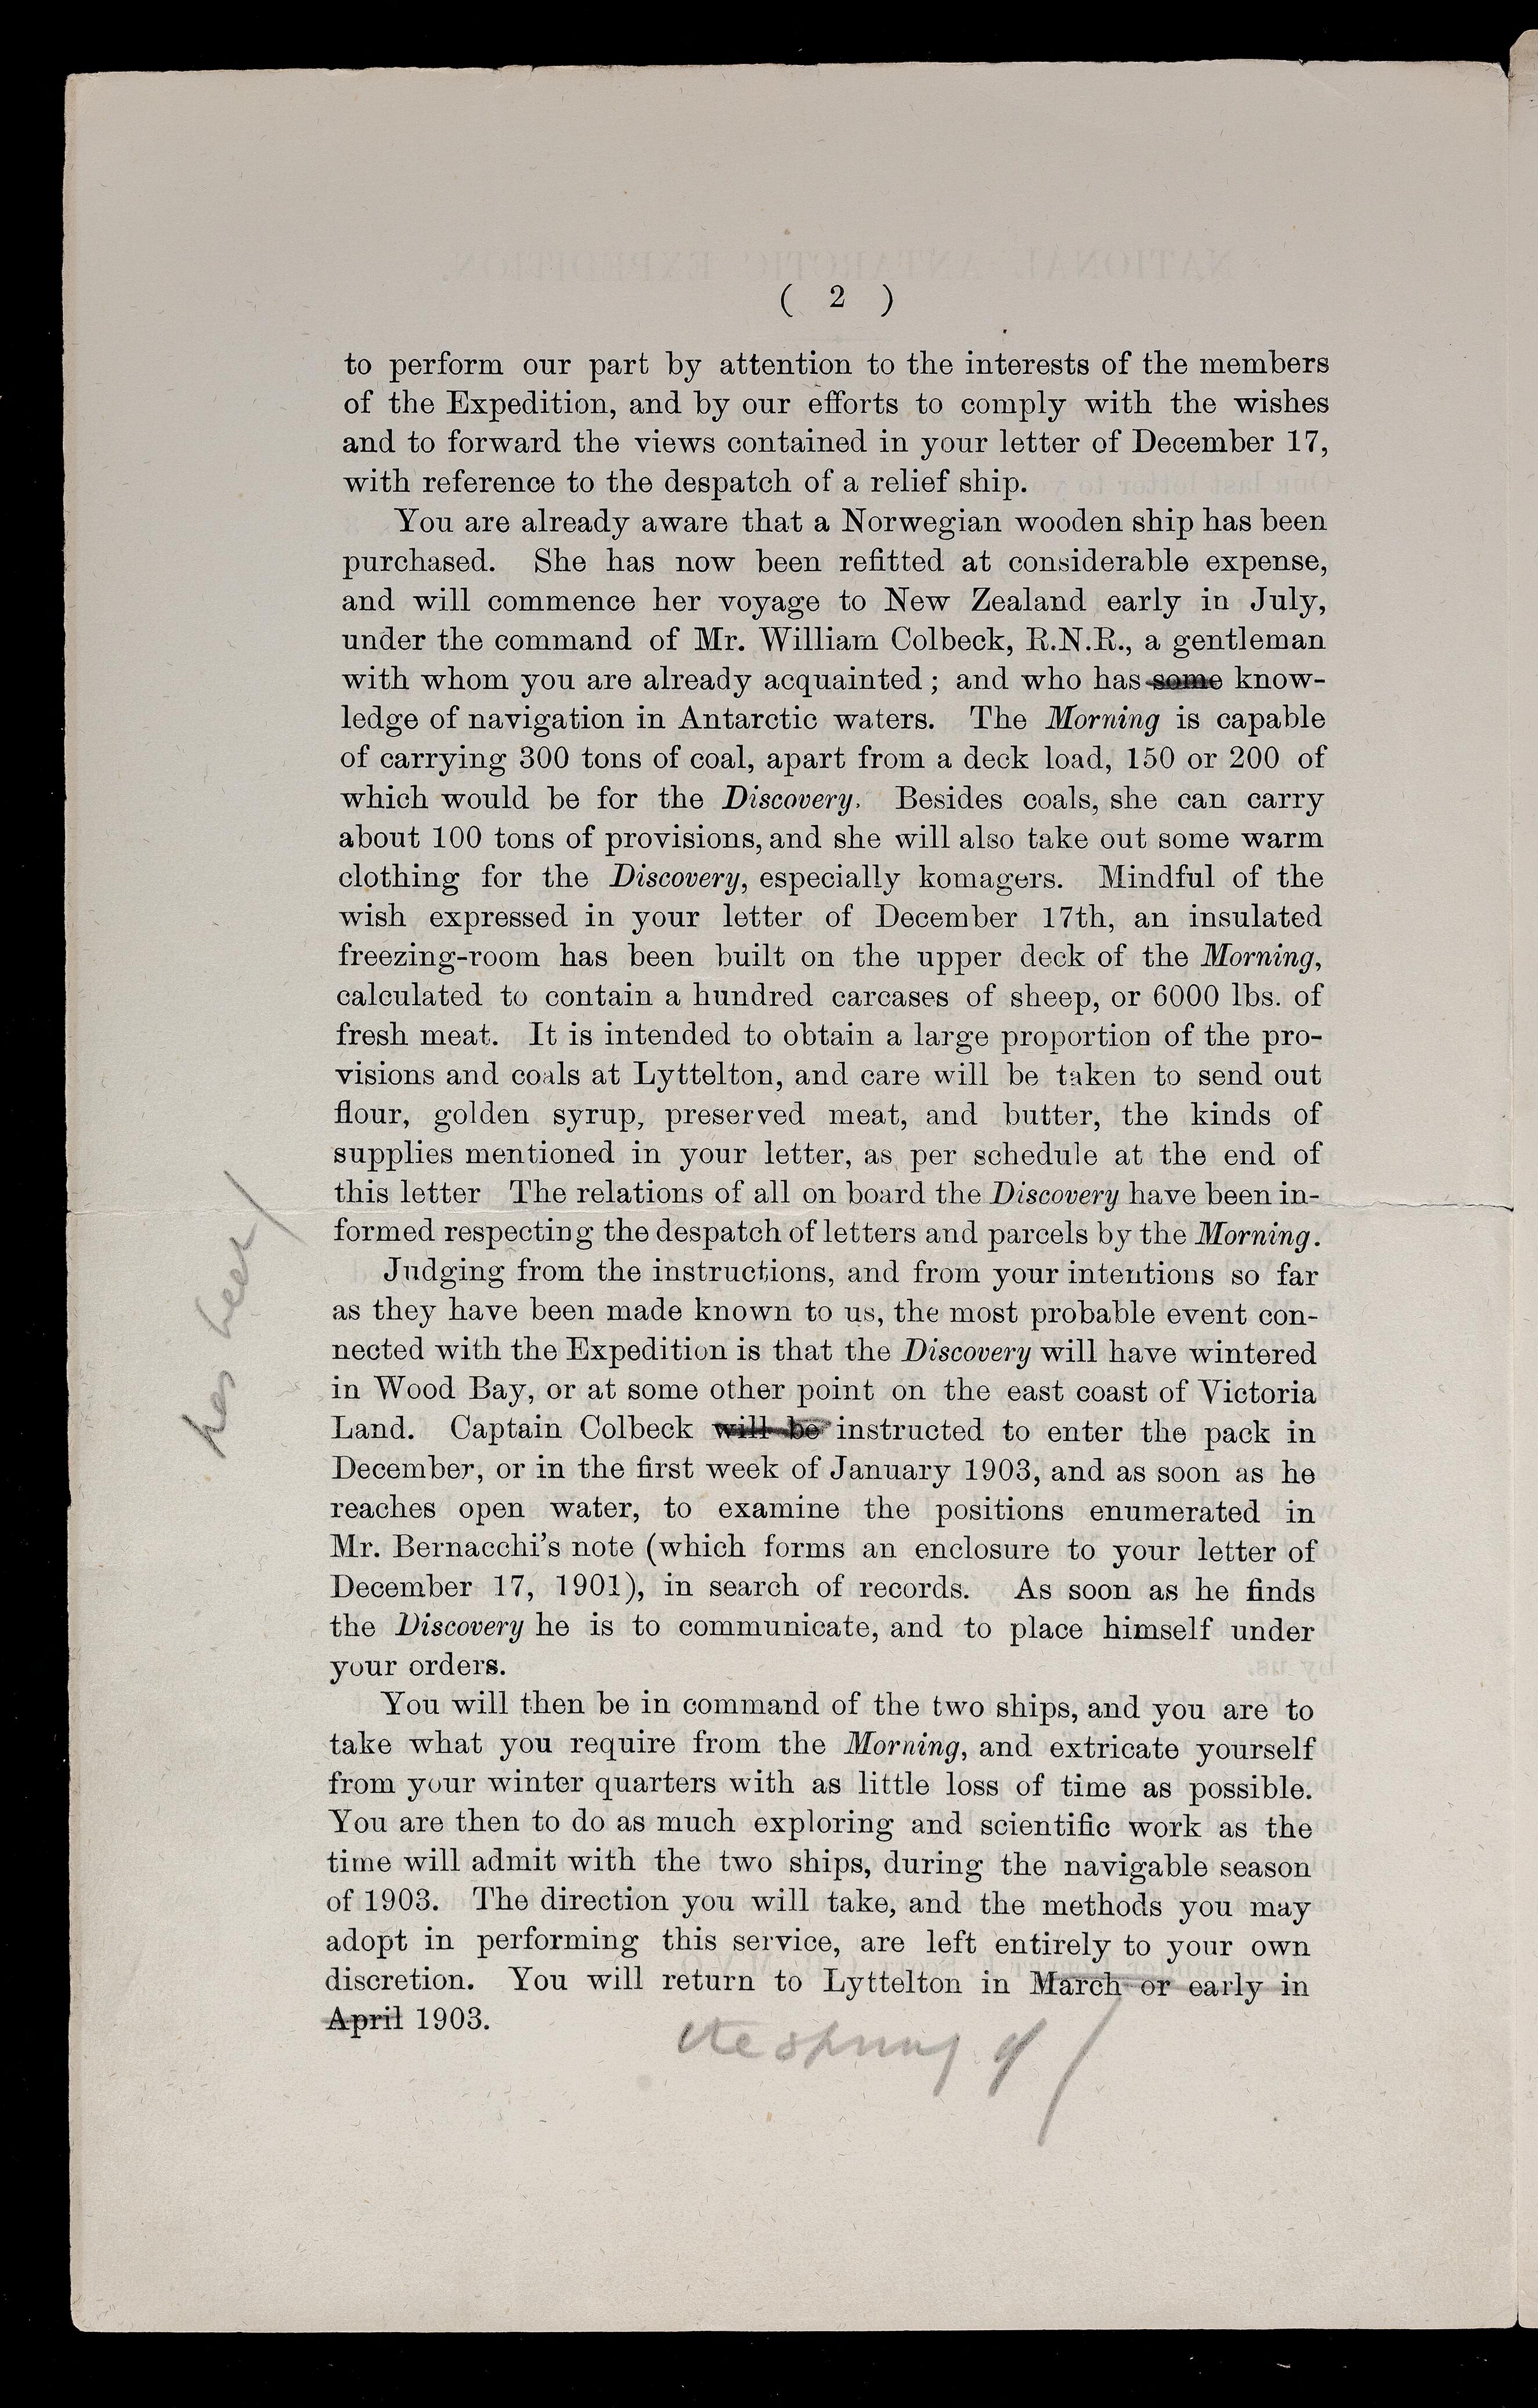 ( 2 )
to perform our part by attention to the interests of the members
of the Expedition, and by our efforts to comply with the wishes
and to forward the views contained in your letter of December 17,
with reference to the despatch of a relief ship.
You are already aware that a Norwegian wooden ship has been
purchased. She has now been refitted at considerable expense,
and will commence her voyage to New Zealand early in July,
under the command of Mr. William Colbeck, R.N.R., a gentleman
with whom you are already acquainted; and who has some know-
ledge of navigation in Antarctic waters. The Morning is capable
of carrying 300 tons of coal, apart from a deck load, 150 or 200 of
which would be for the Discovery. Besides coals, she can carry
about 100 tons of provisions, and she will also take out some warm
clothing for the Discovery, especially komagers. Mindful of the
wish expressed in your letter of December 17th, an insulated
freezing-room has been built on the upper deck of the Morning,
calculated to contain a hundred carcases of sheep, or 6000 lbs. of
fresh meat. It is intended to obtain a large proportion of the pro-
visions and coals at Lyttelton, and care will be taken to send out
flour, golden syrup, preserved meat, and butter, the kinds of
supplies mentioned in your letter, as per schedule at the end of
this letter The relations of all on board the Discovery have been in-
formed respecting the despatch of letters and parcels by the Morning.
Judging from the instructions, and from your intentions so far
as they have been made known to us, the most probable event con-
nected with the Expedition is that the Discovery will have wintered
in Wood Bay, or at some other point on the east coast of Victoria
Land. Captain Colbeck will be instructed to enter the pack in
has been/
December, or in the first week of January 1903, and as soon as he
reaches open water, to examine the positions enumerated in
Mr. Bernacchi's note (which forms an enclosure to your letter of
December 17, 1901), in search of records. As soon as he finds
the Discovery he is to communicate, and to place himself under
your orders.
You will then be in command of the two ships, and you are to
take what you require from the Morning, and extricate yourself
from your winter quarters with as little loss of time as possible.
You are then to do as much exploring and scientific work as the
time will admit with the two ships, during the navigable season
of 1903. The direction you will take, and the methods you may
adopt in performing this service, are left entirely to your own
discretion. You will return to Lyttelton in March or early in
April 1903.
the spring of /